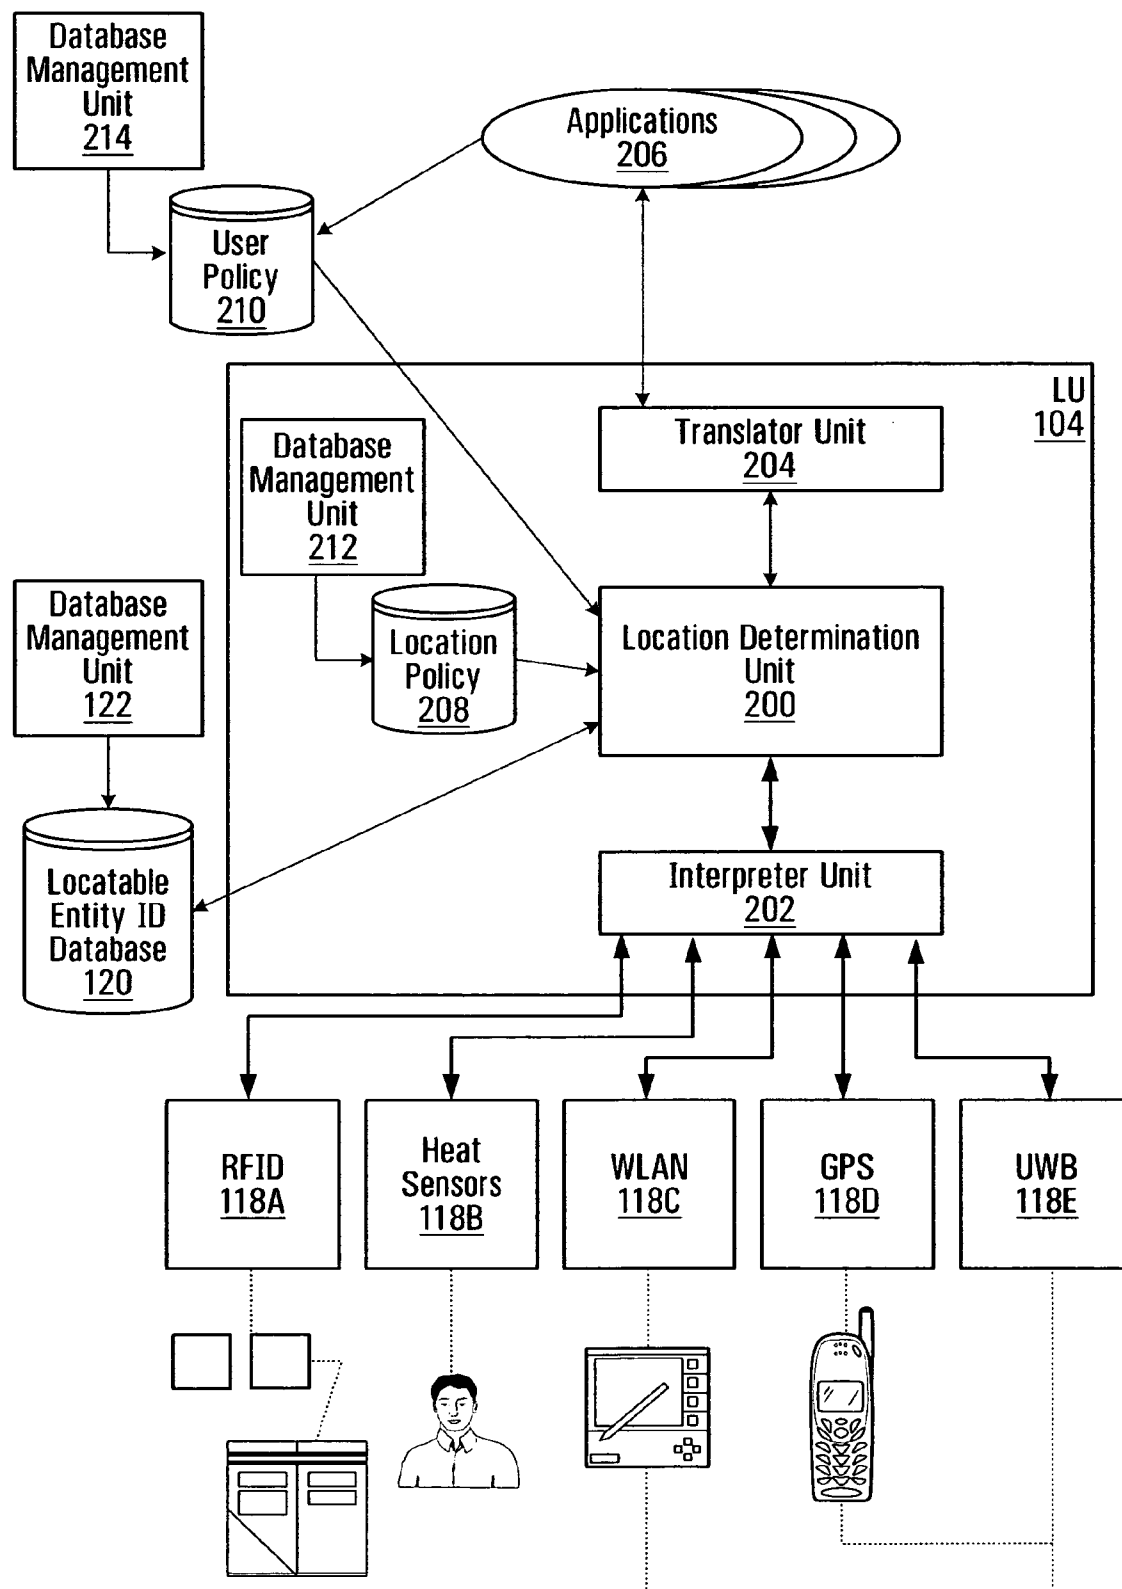 Database
Management
Unit
214
Applications
206
User
Policy
210
LU
104
Translator Unit
204
Database
Management
Unit
212
Database
Management
Unit
122
Location
Policy
208
Location Determination
Unit
200
Locatable
Entity ID
Database
120
Interpreter Unit
202
RFID
118A
Heat
Sensors
118B
WLAN
118C
GPS
118D
UWB
118E